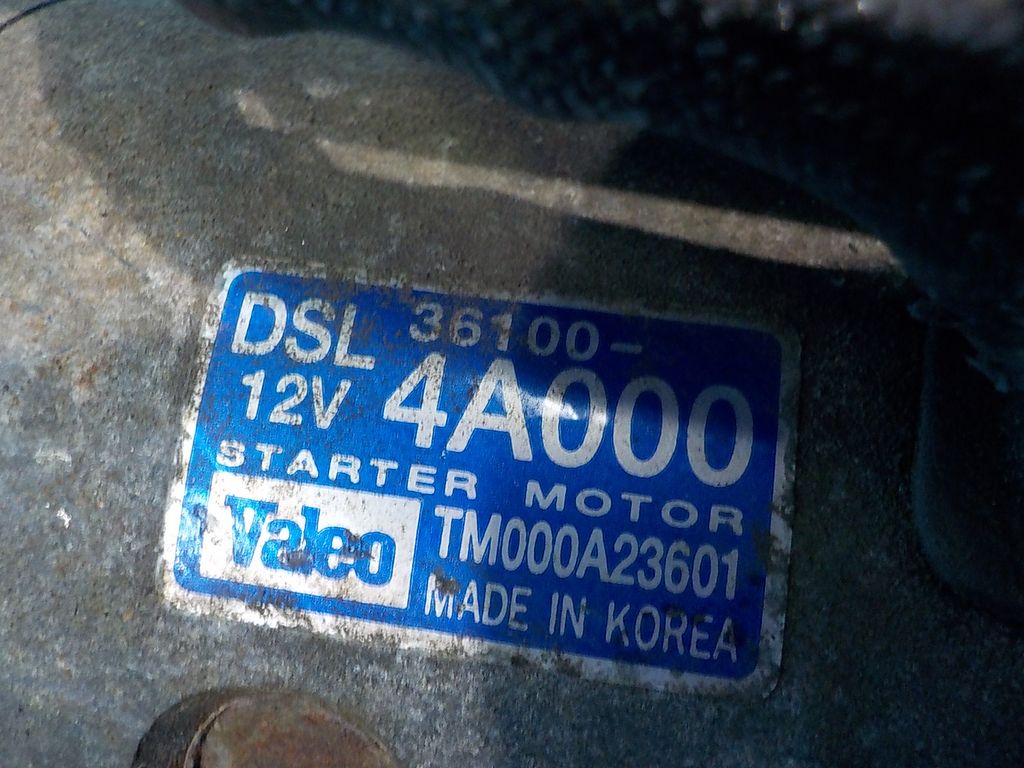 DSL 36100-
12V 4A000
STARTER MOTOR
Valeo TM000A23601
MADE IN KOREA